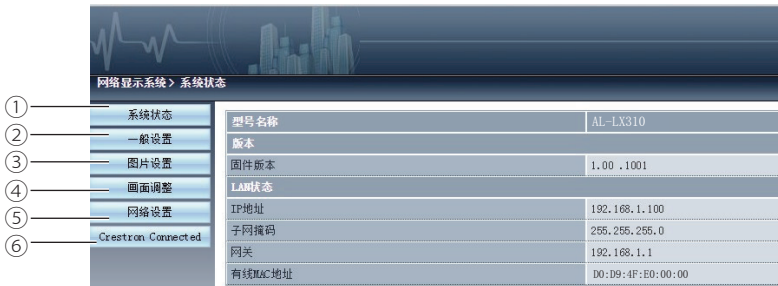 网络显示系统> 系统状态
① 系统状态
② 一般设置
③ 图片设置
④ 画面调整
⑤ 网络设置
⑥ Crestron Connected
型号名称 AL-LX310
版本
固件版本 1.00 .1001
LAN状态
IP地址 192.168.1.100
子网掩码 255.255.255.0
网关 192.168.1.1
有线MAC地址 D0:D9:4F:E0:00:00